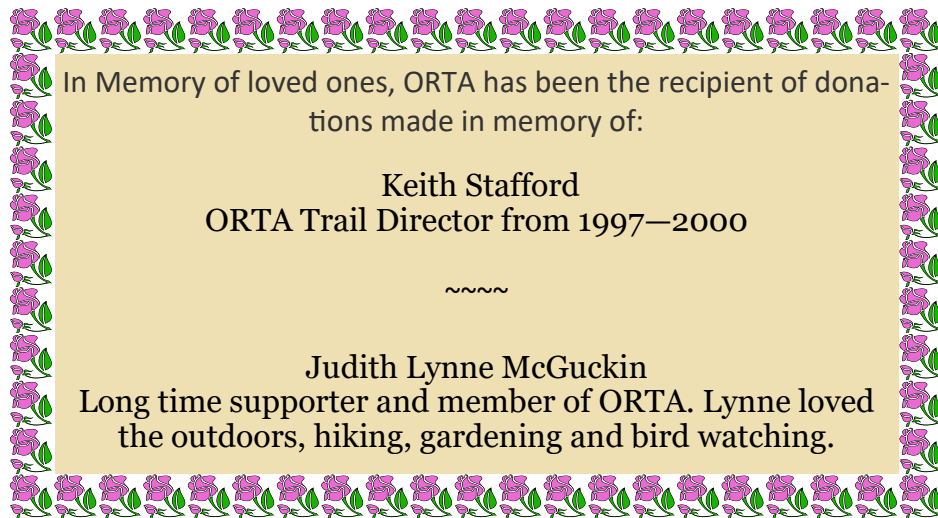 In Memory of loved ones, ORTA has been the recipient of dona-
tions made in memory of:
Keith Stafford
ORTA Trail Director from 1997—2000
~~~~
Judith Lynne McGuckin
Long time supporter and member of ORTA. Lynne loved
the outdoors, hiking, gardening and bird watching.